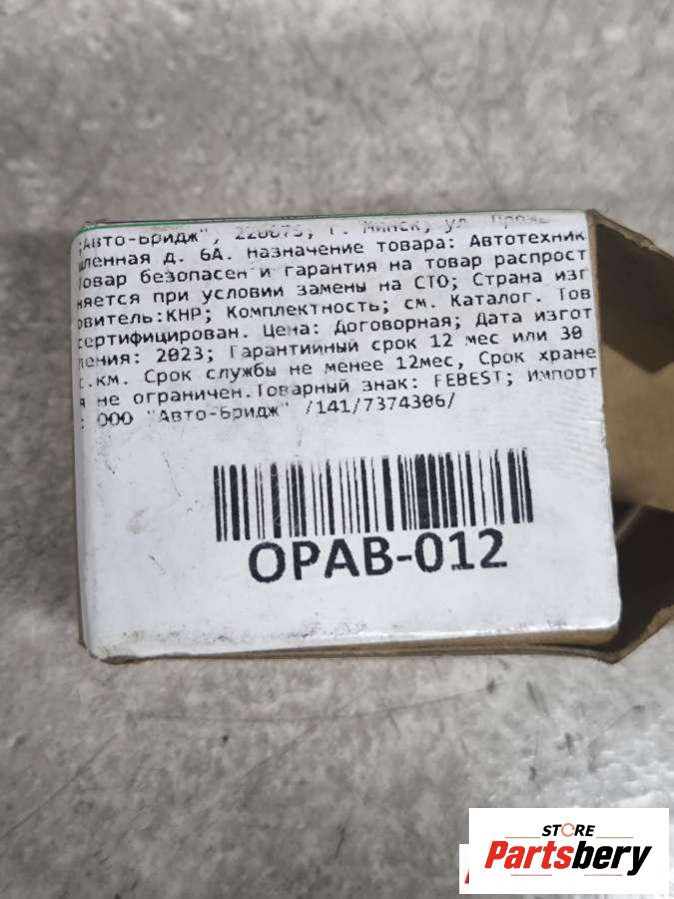 ;Авто-Бридж", 220075, г. Минск, ул.
ленная д. 6А. Назначение товара: Автотехник
Товар безопасен и гарантия на товар распрост
няется при условии замены на СТО; Страна изг
овитель:КНР; Комплектность; см. Каталог. Тов
сертифицирован. Цена: Договорная; Дата изгот
ления: 2023; Гарантийный срок 12 мес или 30
с.км. Срок службы не менее 12мес, Срок хране
я не ограничен.Товарный знак: FEBEST; Импорт
: ООО "Авто-Бридж" /141/7374306/
OPAB-012
STORE
Partsbery